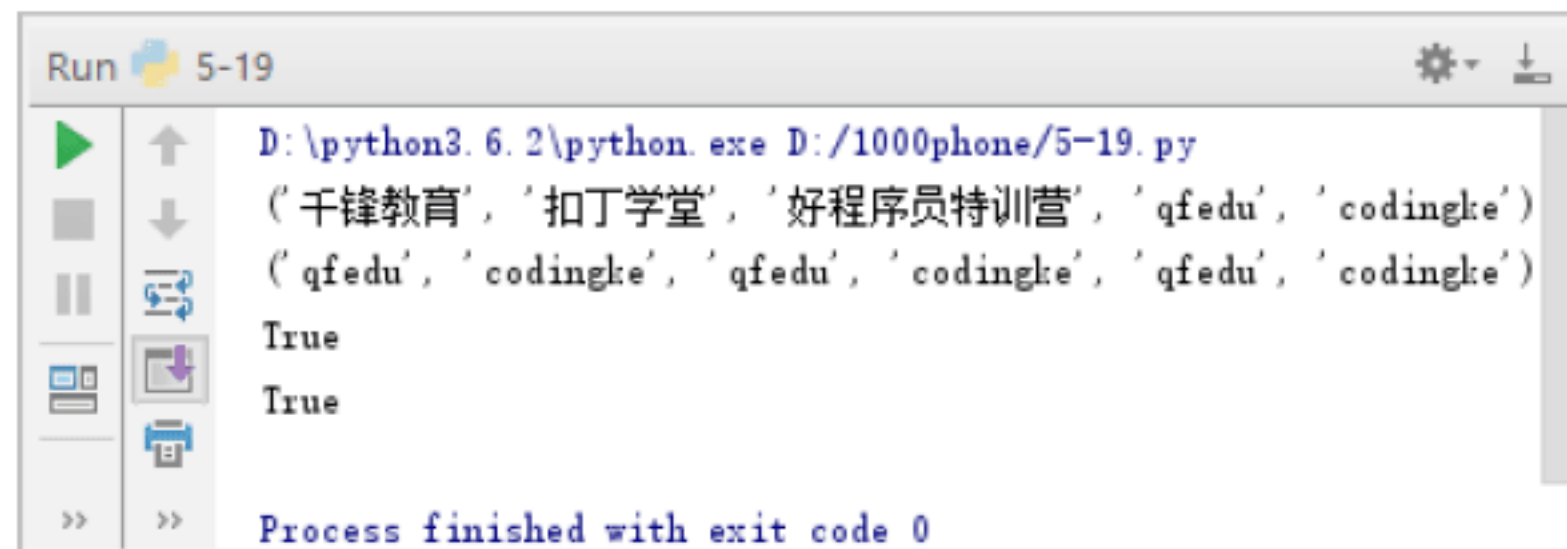 Run 5-19
D:\python3.6.2\python.exe D:/1000phone/5-19.py
('千锋教育', '扣丁学堂', '好程序员特训营', 'qfedu', 'codingke')
('qfedu', 'codingke', 'qfedu', 'codingke', 'qfedu', 'codingke')
True
True
Process finished with exit code 0